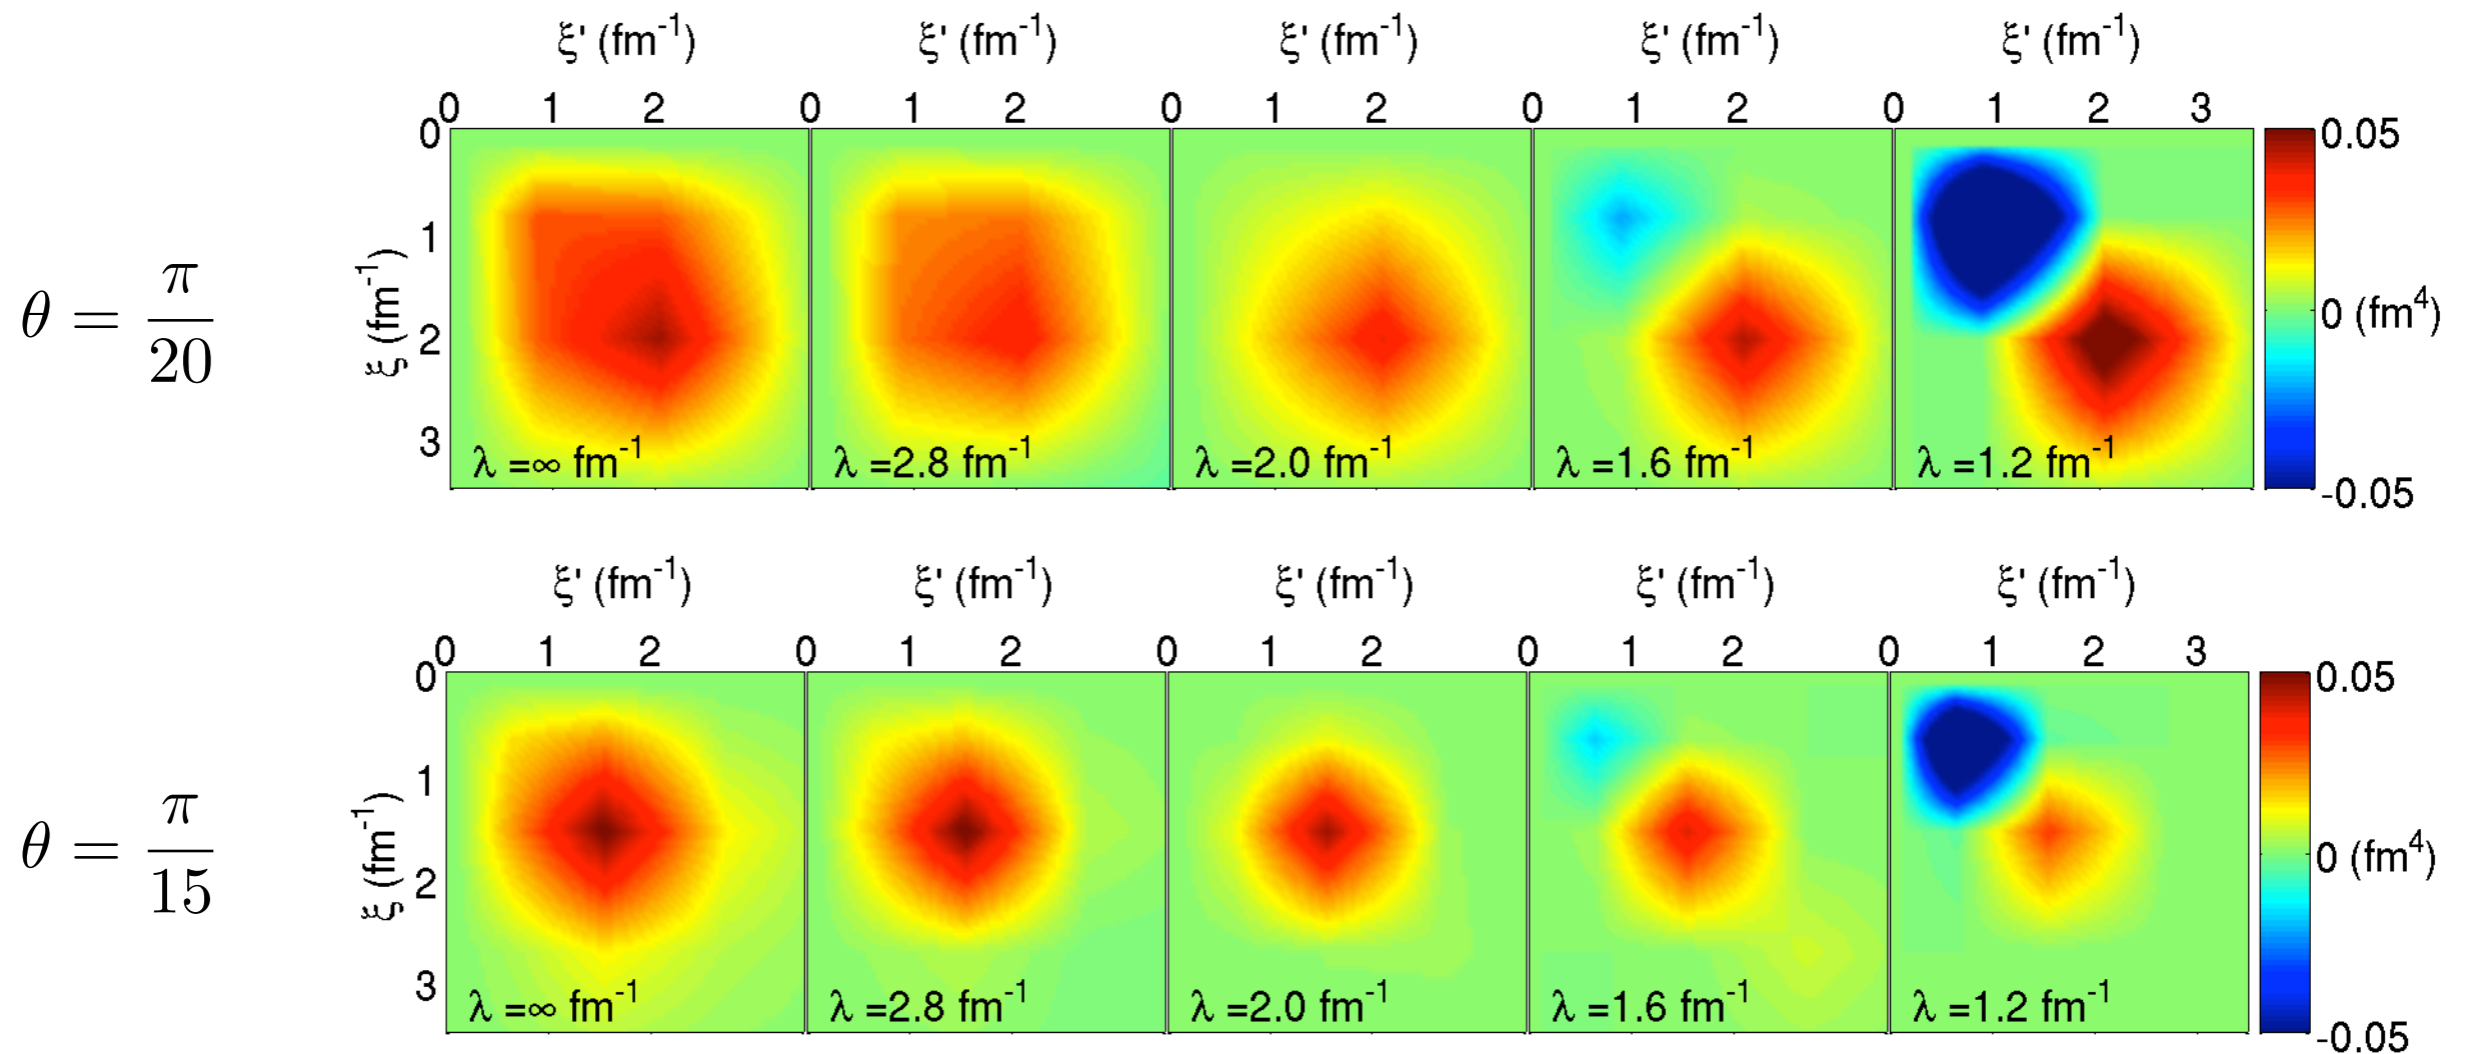 ξ' (fm⁻¹) ξ' (fm⁻¹) ξ' (fm⁻¹) ξ' (fm⁻¹) ξ' (fm⁻¹)
0 1 2 0 1 2 0 1 2 0 1 2 0 1 2 3
θ = π/20
ξ (fm⁻¹)
0
1
2
3
λ =∞ fm⁻¹ λ =2.8 fm⁻¹ λ =2.0 fm⁻¹ λ =1.6 fm⁻¹ λ =1.2 fm⁻¹
0.05
0 (fm⁴)
-0.05
ξ' (fm⁻¹) ξ' (fm⁻¹) ξ' (fm⁻¹) ξ' (fm⁻¹) ξ' (fm⁻¹)
0 1 2 0 1 2 0 1 2 0 1 2 0 1 2 3
θ = π/15
ξ (fm⁻¹)
0
1
2
3
λ =∞ fm⁻¹ λ =2.8 fm⁻¹ λ =2.0 fm⁻¹ λ =1.6 fm⁻¹ λ =1.2 fm⁻¹
0.05
0 (fm⁴)
-0.05